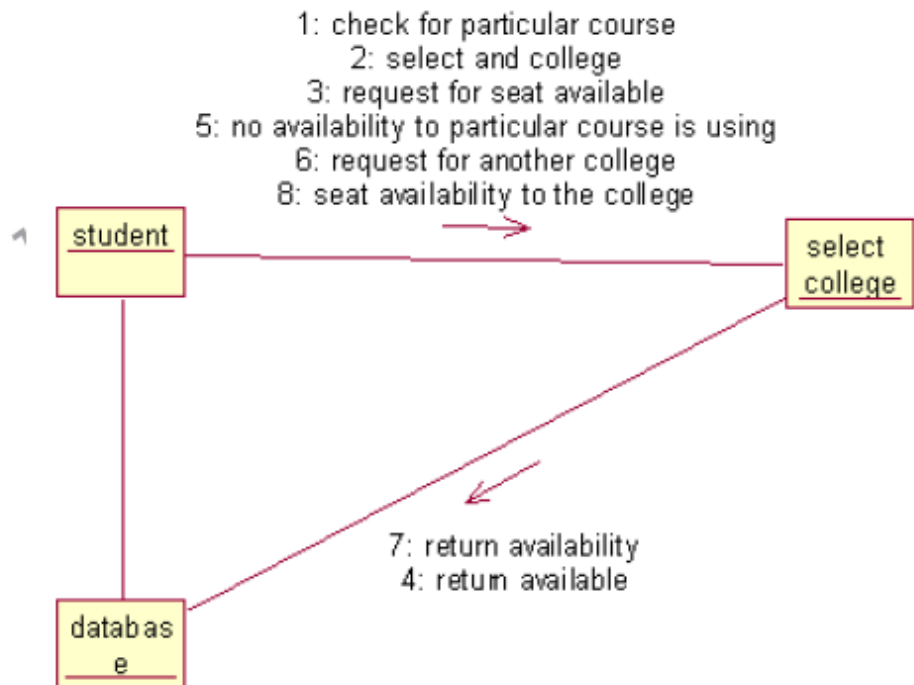 1: check for particular course
2: select and college
3: request for seat available
5: no availability to particular course is using
6: request for another college
8: seat availability to the college
student
select
college
7: return availability
4: return available
databas
e